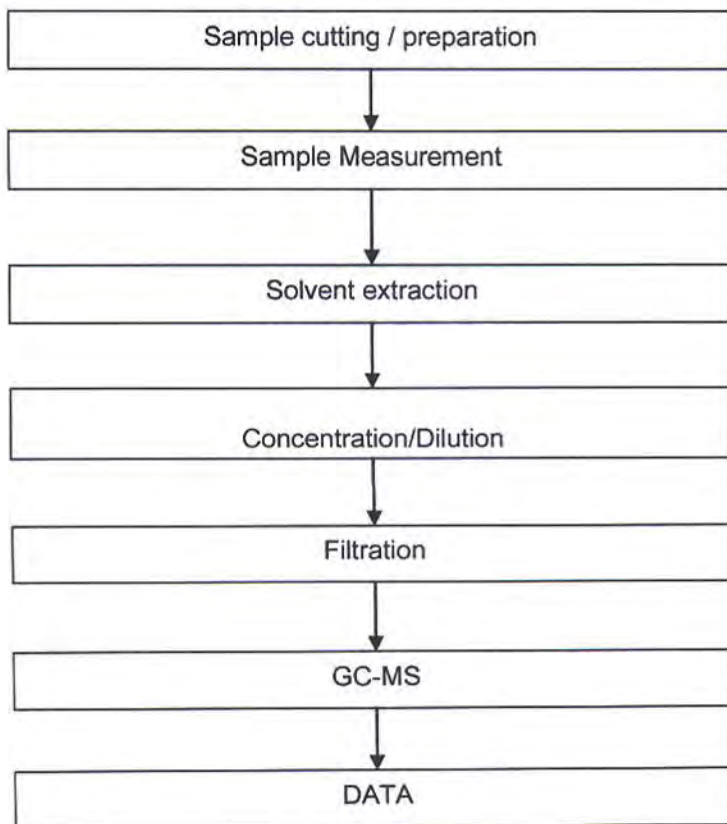 Sample cutting / preparation
Sample Measurement
Solvent extraction
Concentration/Dilution
Filtration
GC-MS
DATA